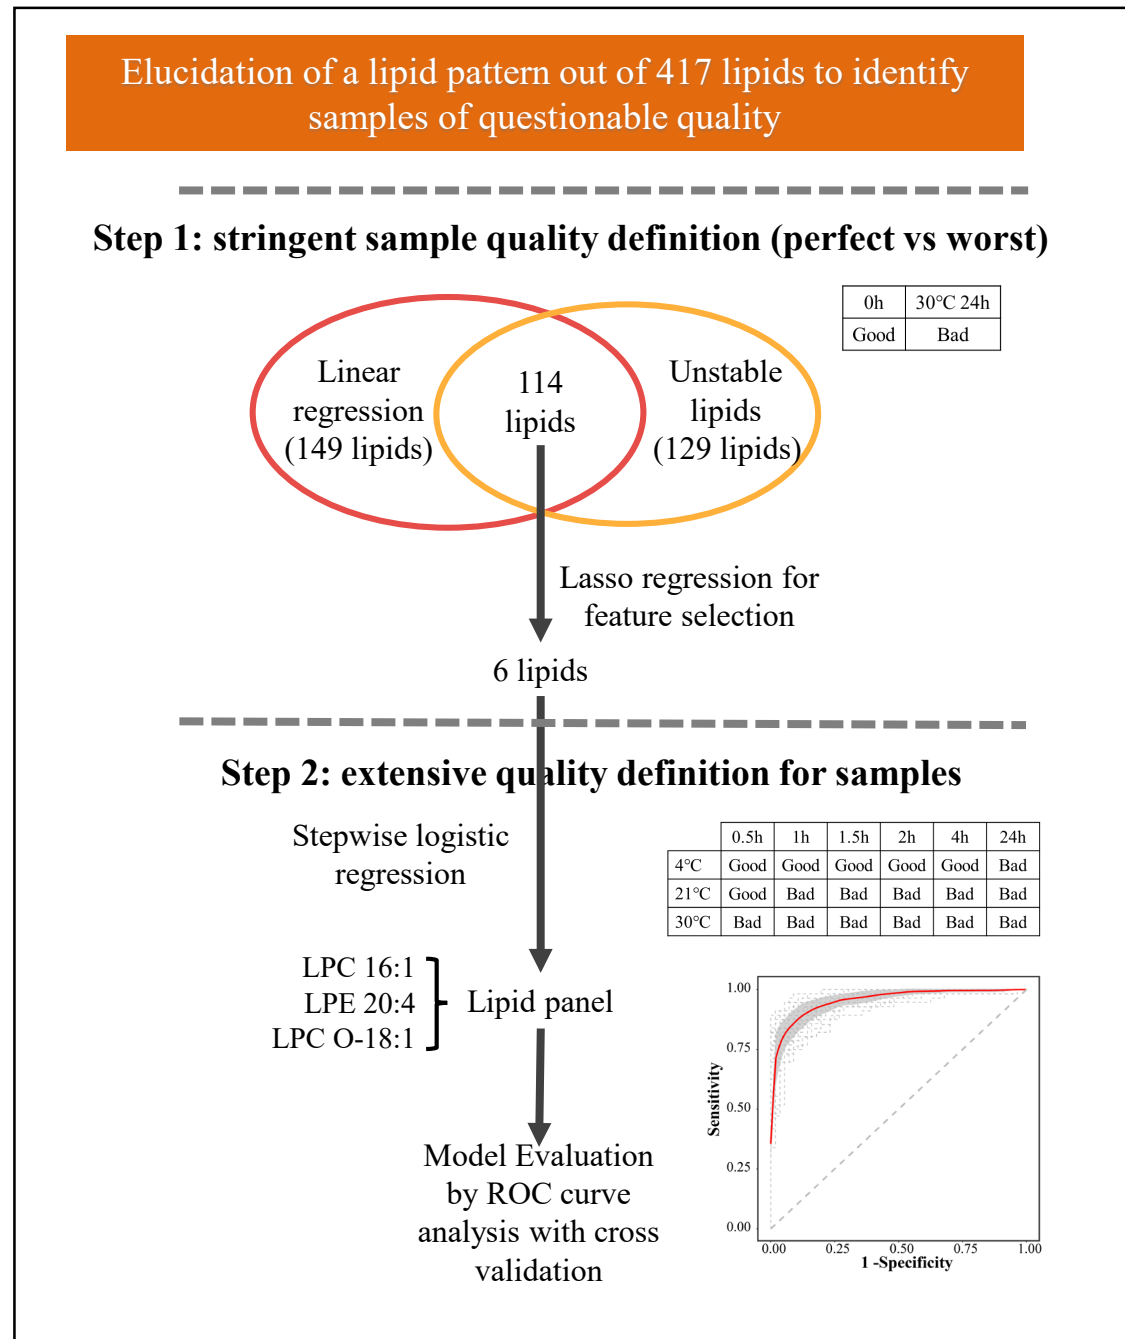 Elucidation of a lipid pattern out of 417 lipids to identify
samples of questionable quality
Step 1: stringent sample quality definition (perfect vs worst)
0h 30℃ 24h
Good Bad
Linear
regression
(149 lipids)
114
lipids
Unstable
lipids
(129 lipids)
Lasso regression for
feature selection
6 lipids
Step 2: extensive quality definition for samples
Stepwise logistic
regression
0.5h 1h 1.5h 2h 4h 24h
4℃ Good Good Good Good Good Bad
21℃ Good Bad Bad Bad Bad Bad
30℃ Bad Bad Bad Bad Bad Bad
LPC 16:1
LPE 20:4
LPC O-18:1
Lipid panel
Model Evaluation
by ROC curve
analysis with cross
validation
Sensitivity
1.00
0.75
0.50
0.25
0.00
0.00 0.25 0.50 0.75 1.00
1 -Specificity